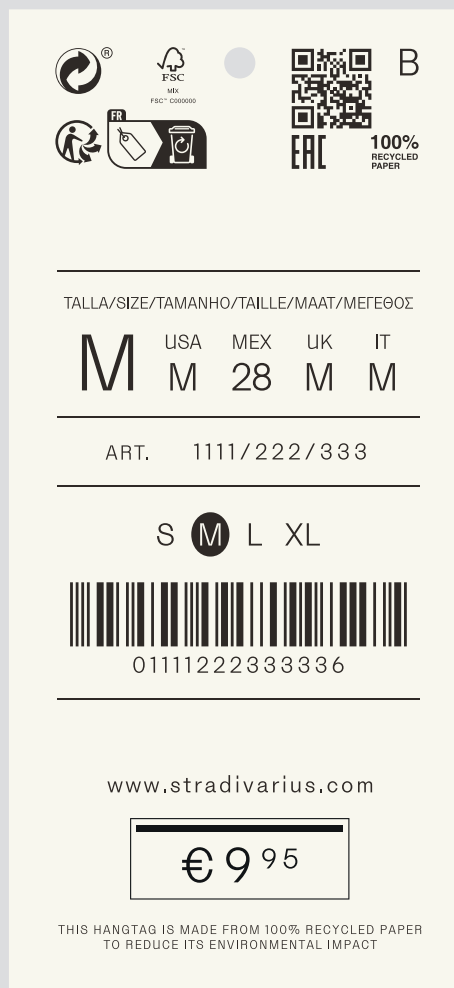 ®
FSC™
MIX
FSC™ C000000
B
FR
EAC
100%
RECYCLED
PAPER
TALLA/SIZE/TAMANHO/TAILLE/MAAT/ΜΕΓΕΘΟΣ
M
USA MEX UK IT
M 28 M M
ART. 1111/222/333
S M L XL
01111222333336
www.stradivarius.com
€ 9 95
THIS HANGTAG IS MADE FROM 100% RECYCLED PAPER
TO REDUCE ITS ENVIRONMENTAL IMPACT